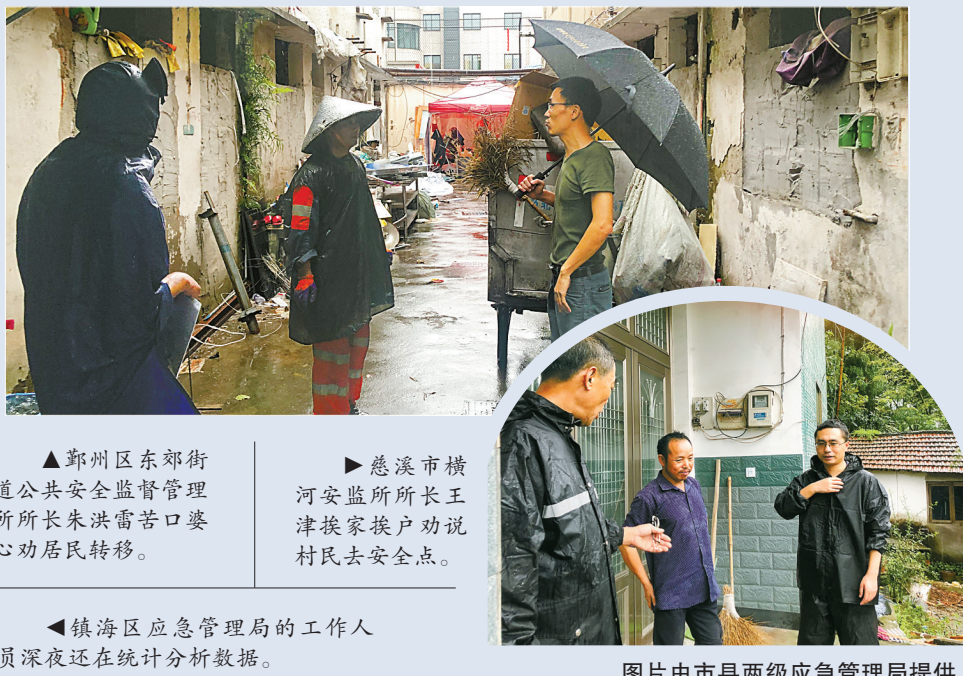 ▲鄞州区东郊街
道公共安全监督管理
所所长朱洪雷苦口婆
心劝居民转移。
▶慈溪市横
河安监所所长王
津挨家挨户劝说
村民去安全点。
◀镇海区应急管理局的工作人
员深夜还在统计分析数据。
图片由市县两级应急管理局提供